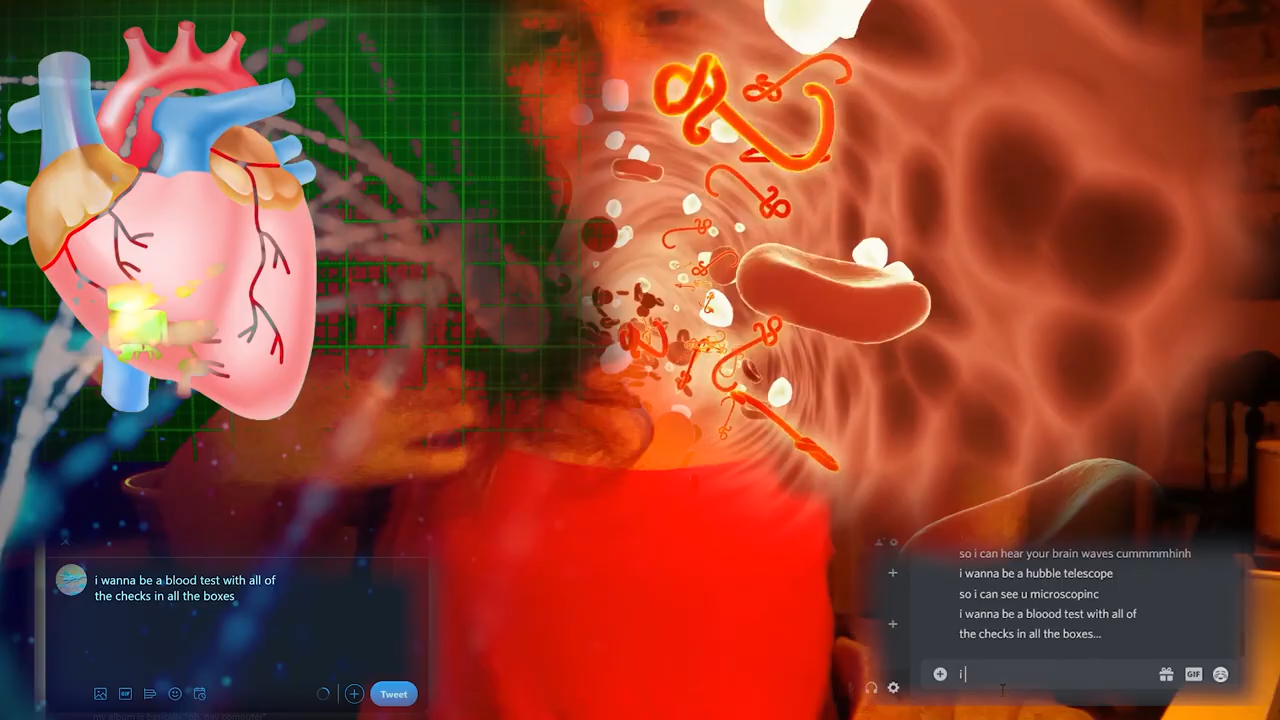 i wanna be a blood test with all of
the checks in all the boxes
GIF
Tweet
so i can hear your brain waves cummmmhinh
i wanna be a hubble telescope
so i can see u microscopinc
i wanna be a bloood test with all of
the checks in all the boxes...
i
GIF